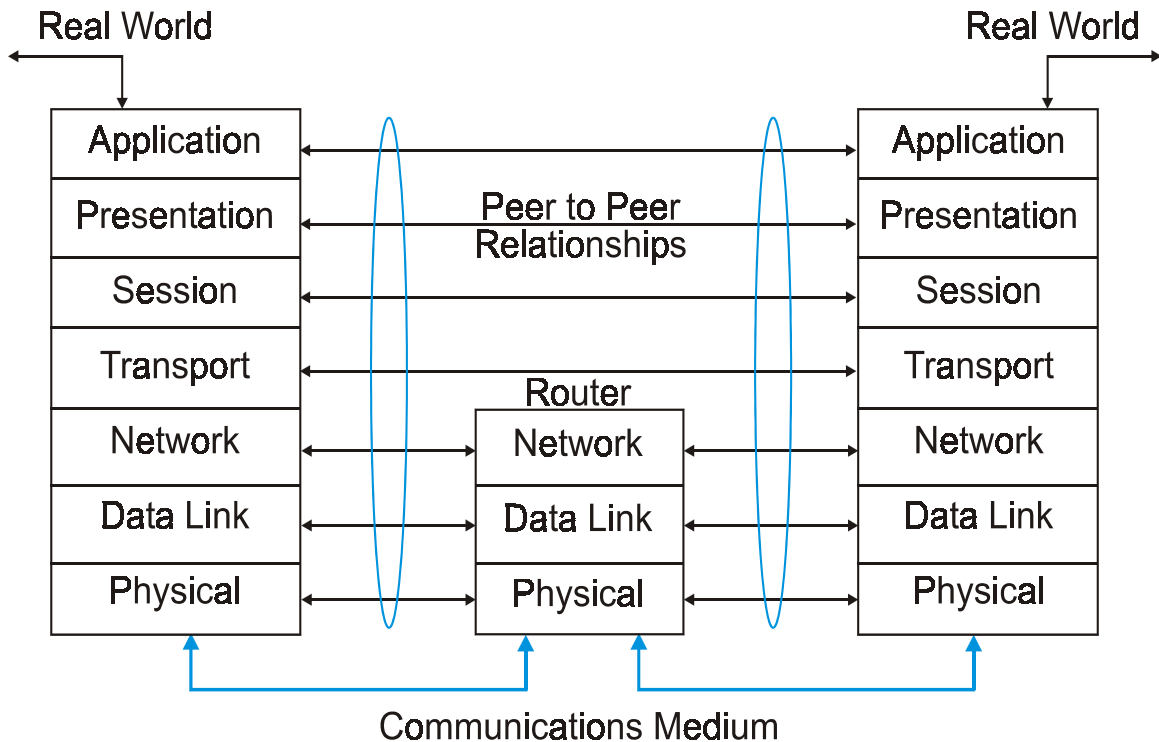 Real World
Real World
Application
Application
Presentation
Peer to Peer
Relationships
Presentation
Session
Session
Transport
Transport
Router
Network
Network
Network
Data Link
Data Link
Data Link
Physical
Physical
Physical
Communications Medium